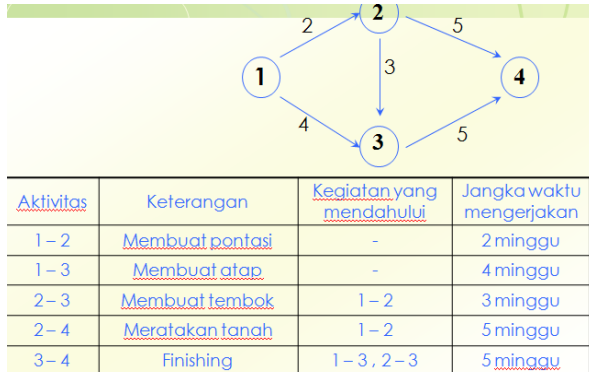 2
2
5
1
3
4
4
5
3
Aktivitas Keterangan Kegiatan yang mendahului Jangka waktu mengerjakan
1 – 2 Membuat pontasi - 2 minggu
1 – 3 Membuat atap - 4 minggu
2 – 3 Membuat tembok 1 – 2 3 minggu
2 – 4 Meratakan tanah 1 – 2 5 minggu
3 – 4 Finishing 1 – 3 , 2 – 3 5 minggu